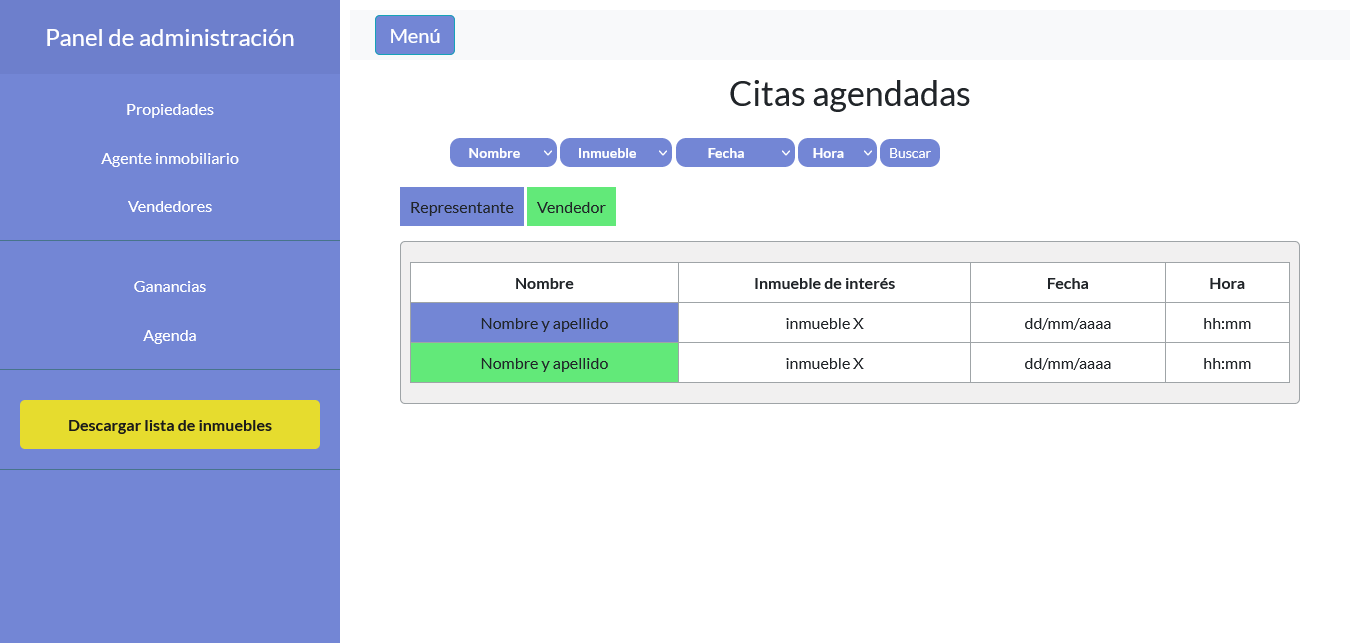 Panel de administración
Propiedades
Agente inmobiliario
Vendedores
Ganancias
Agenda
Descargar lista de inmuebles
Menú
Citas agendadas
Nombre Inmueble Fecha Hora Buscar
Representante Vendedor
Nombre Inmueble de interés Fecha Hora
Nombre y apellido inmueble X dd/mm/aaaa hh:mm
Nombre y apellido inmueble X dd/mm/aaaa hh:mm